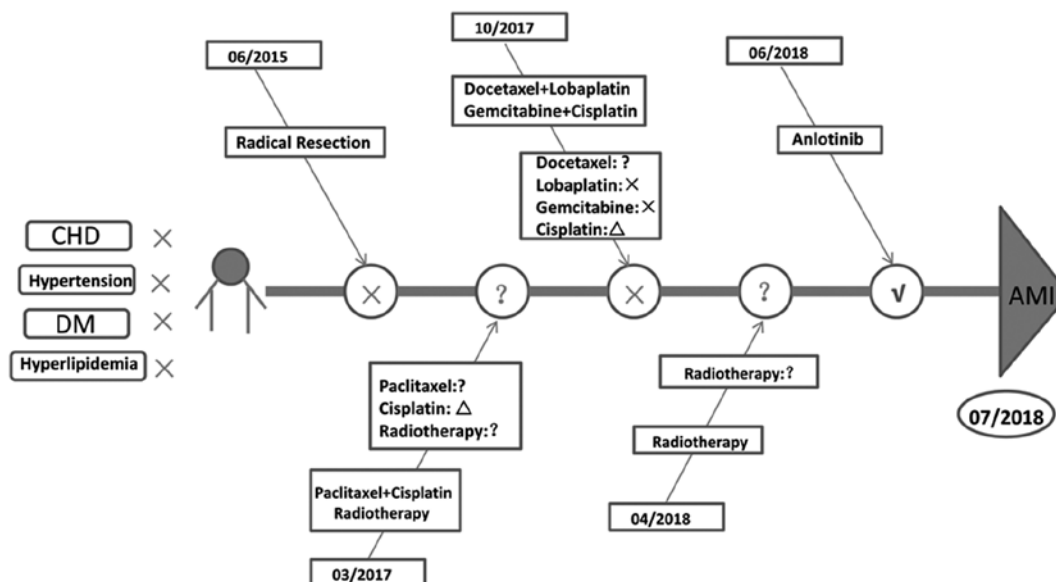 06/2015
Radical Resection
10/2017
Docetaxel+Lobaplatin
Gemcitabine+Cisplatin
Docetaxel: ?
Lobaplatin:×
Gemcitabine:×
Cisplatin:△
06/2018
Anlotinib
CHD ×
Hypertension ×
DM ×
Hyperlipidemia ×
× ? × ? √
AMI
07/2018
Paclitaxel:?
Cisplatin: △
Radiotherapy:?
Paclitaxel+Cisplatin
Radiotherapy
03/2017
Radiotherapy:?
Radiotherapy
04/2018